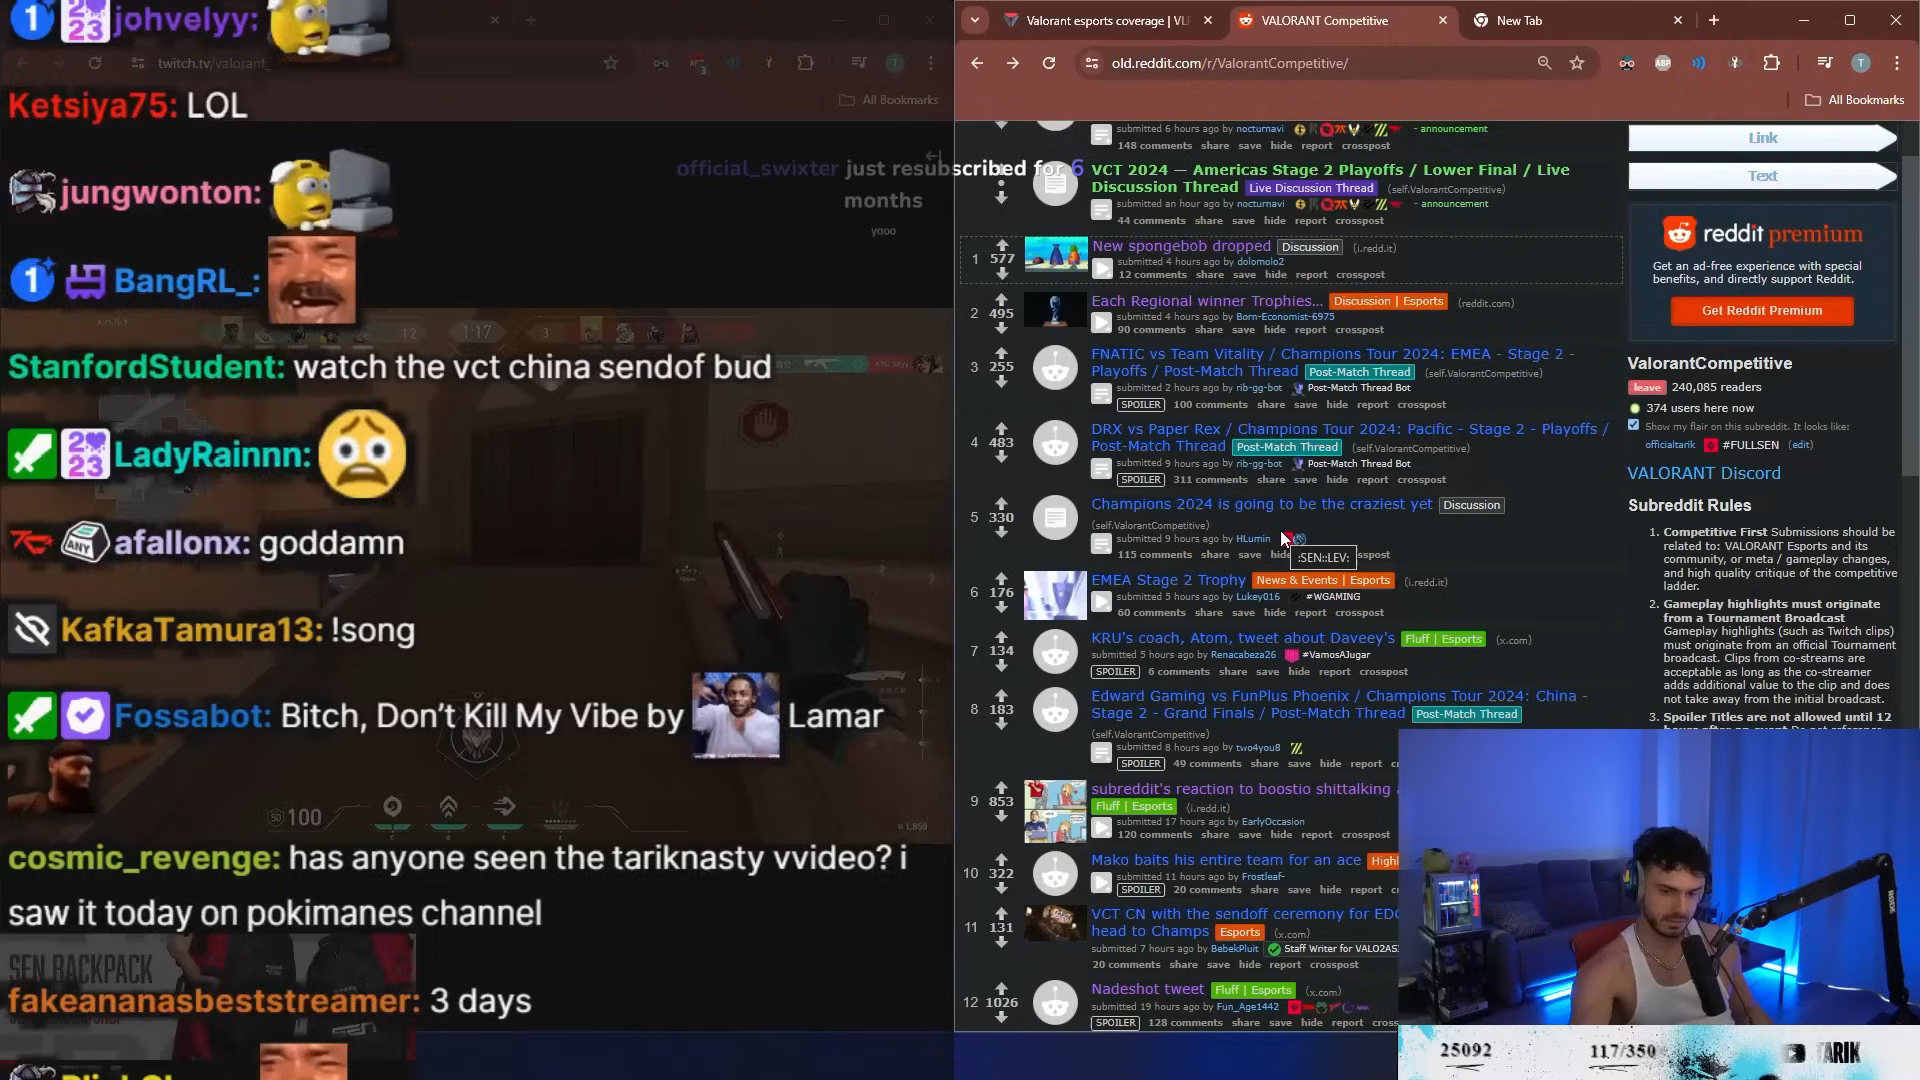 johvelyy:
Ketsiya75: LOL
jungwonton:
BangRL_:
StanfordStudent: watch the vct china sendof bud
LadyRainnn:
afallonx: goddamn
KafkaTamura13: !song
Fossabot: Bitch, Don't Kill My Vibe by Lamar
cosmic_revenge: has anyone seen the tariknasty vvideo? i
saw it today on pokimanes channel
fakeananasbeststreamer: 3 days
twitch.tv/valorant_
All Bookmarks
official_swixter just resubscribed for 6
months
yooo
12 1:17 3
100
SEN BACKPACK
Valorant esports coverage | VL
VALORANT Competitive
New Tab
old.reddit.com/r/ValorantCompetitive/
ABP
T
All Bookmarks
submitted 6 hours ago by nocturnavi - announcement
148 comments share save hide report crosspost
VCT 2024 — Americas Stage 2 Playoffs / Lower Final / Live
Discussion Thread Live Discussion Thread (self.ValorantCompetitive)
submitted an hour ago by nocturnavi - announcement
44 comments share save hide report crosspost
1 577 New spongebob dropped Discussion (i.redd.it)
submitted 4 hours ago by dolomolo2
12 comments share save hide report crosspost
2 495 Each Regional winner Trophies... Discussion | Esports (reddit.com)
submitted 4 hours ago by Born-Economist-6975
90 comments share save hide report crosspost
3 255 FNATIC vs Team Vitality / Champions Tour 2024: EMEA - Stage 2 -
Playoffs / Post-Match Thread Post-Match Thread (self.ValorantCompetitive)
submitted 2 hours ago by rib-gg-bot Post-Match Thread Bot
SPOILER 100 comments share save hide report crosspost
4 483 DRX vs Paper Rex / Champions Tour 2024: Pacific - Stage 2 - Playoffs /
Post-Match Thread Post-Match Thread (self.ValorantCompetitive)
submitted 9 hours ago by rib-gg-bot Post-Match Thread Bot
SPOILER 311 comments share save hide report crosspost
5 330 Champions 2024 is going to be the craziest yet Discussion
(self.ValorantCompetitive)
submitted 9 hours ago by HLumin
115 comments share save hide :SEN::LEV: sspost
6 176 EMEA Stage 2 Trophy News & Events | Esports (i.redd.it)
submitted 5 hours ago by Lukey016 #WGAMING
60 comments share save hide report crosspost
7 134 KRU's coach, Atom, tweet about Daveey's Fluff | Esports (x.com)
submitted 5 hours ago by Renacabeza26 #VamosAJugar
SPOILER 6 comments share save hide report crosspost
8 183 Edward Gaming vs FunPlus Phoenix / Champions Tour 2024: China -
Stage 2 - Grand Finals / Post-Match Thread Post-Match Thread
(self.ValorantCompetitive)
submitted 8 hours ago by two4you8
SPOILER 49 comments share save hide report c
9 853 subreddit's reaction to boostio shittalking
Fluff | Esports (i.redd.it)
submitted 17 hours ago by EarlyOccasion
120 comments share save hide report crosspost
10 322 Mako baits his entire team for an ace Highl
submitted 11 hours ago by Frostleaf-
SPOILER 20 comments share save hide report c
11 131 VCT CN with the sendoff ceremony for EDG
head to Champs Esports (x.com)
submitted 7 hours ago by BebekPluit Staff Writer for VALO2AS
20 comments share save hide report crosspost
12 1026 Nadeshot tweet Fluff | Esports (x.com)
submitted 19 hours ago by Fun_Age1442
SPOILER 128 comments share save hide report cross
Link
Text
reddit premium
Get an ad-free experience with special
benefits, and directly support Reddit.
Get Reddit Premium
ValorantCompetitive
leave 240,085 readers
374 users here now
Show my flair on this subreddit. It looks like:
officialtarik #FULLSEN (edit)
VALORANT Discord
Subreddit Rules
1. Competitive First Submissions should be
related to: VALORANT Esports and its
community, or meta / gameplay changes,
and high quality critique of the competitive
ladder.
2. Gameplay highlights must originate
from a Tournament Broadcast
Gameplay highlights (such as Twitch clips)
must originate from an official Tournament
broadcast. Clips from co-streams are
acceptable as long as the co-streamer
adds additional value to the clip and does
not take away from the initial broadcast.
3. Spoiler Titles are not allowed until 12
25092 117/350 TARIK